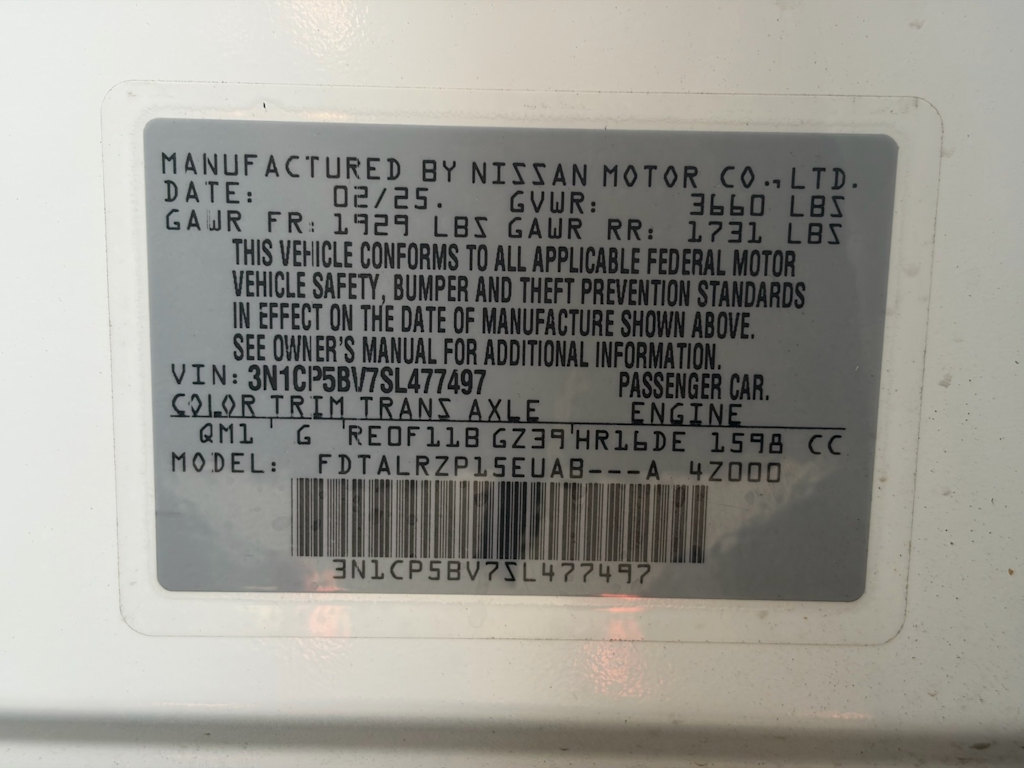 MANUFACTURED BY NISSAN MOTOR CO., LTD.
DATE: 02/25. GVWR: 3660 LBS
GAWR FR: 1929 LBS GAWR RR: 1731 LBS
THIS VEHICLE CONFORMS TO ALL APPLICABLE FEDERAL MOTOR
VEHICLE SAFETY, BUMPER AND THEFT PREVENTION STANDARDS
IN EFFECT ON THE DATE OF MANUFACTURE SHOWN ABOVE.
SEE OWNER'S MANUAL FOR ADDITIONAL INFORMATION.
VIN: 3N1CP5BV7SL477497 PASSENGER CAR.
COLOR TRIM TRANS AXLE ENGINE
QM1 G RE0F11B GZ39 HR16DE 1598 CC
MODEL: FDTALRZP15EUAB---A 4Z000
3N1CP5BV7SL477497